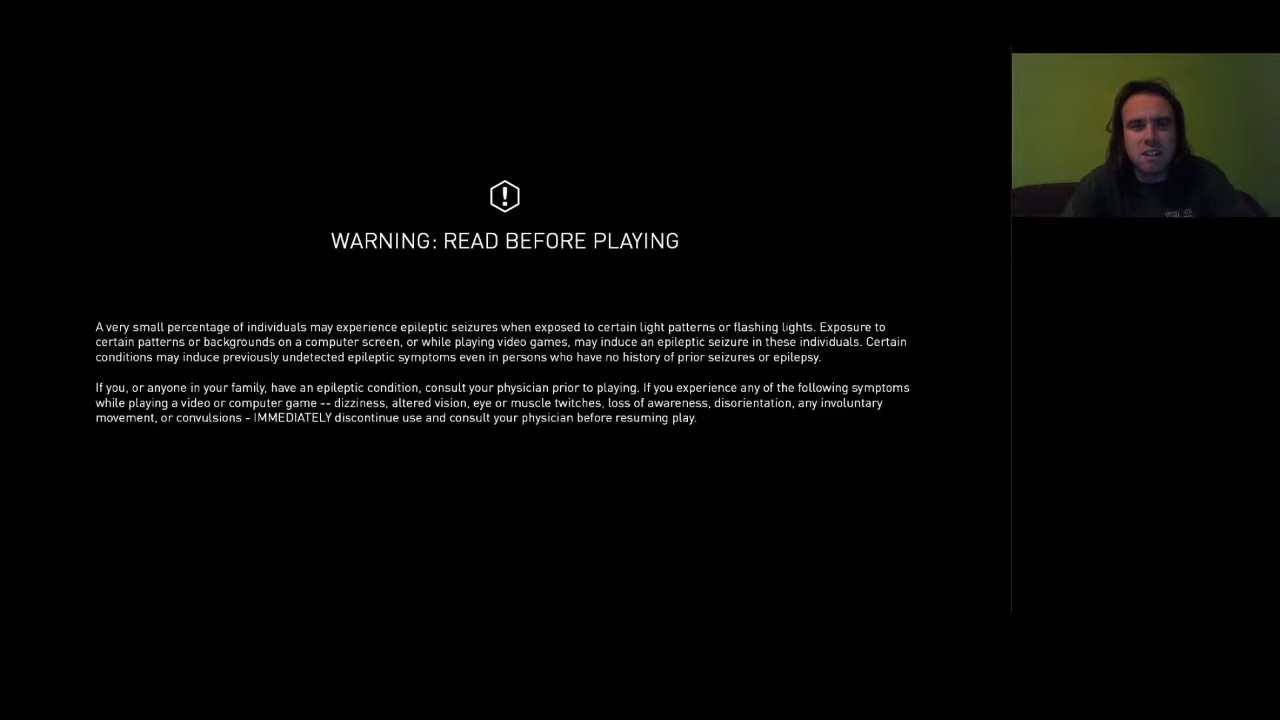 WARNING: READ BEFORE PLAYING
A very small percentage of individuals may experience epileptic seizures when exposed to certain light patterns or flashing lights. Exposure to
certain patterns or backgrounds on a computer screen, or while playing video games, may induce an epileptic seizure in these individuals. Certain
conditions may induce previously undetected epileptic symptoms even in persons who have no history of prior seizures or epilepsy.
If you, or anyone in your family, have an epileptic condition, consult your physician prior to playing. If you experience any of the following symptoms
while playing a video or computer game -- dizziness, altered vision, eye or muscle twitches, loss of awareness, disorientation, any involuntary
movement, or convulsions - IMMEDIATELY discontinue use and consult your physician before resuming play.